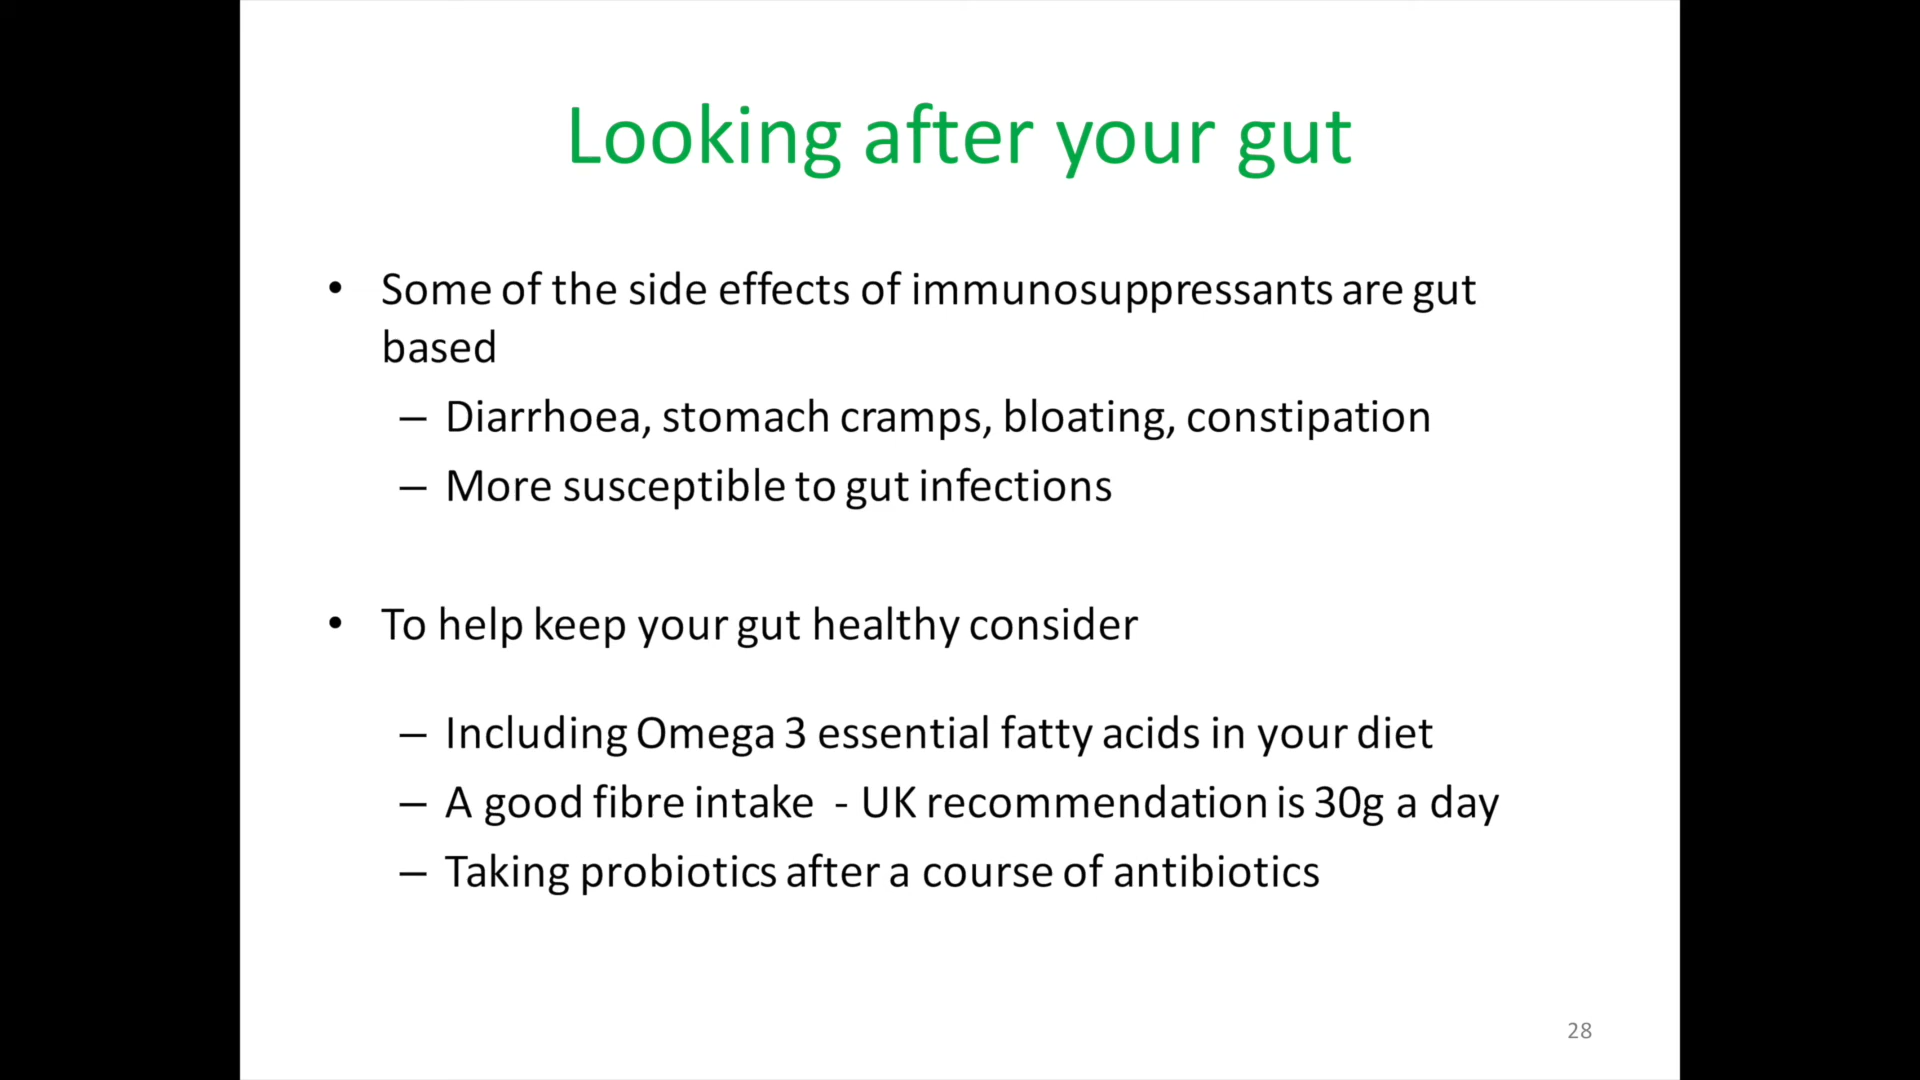 Looking after your gut
• Some of the side effects of immunosuppressants are gut
based
– Diarrhoea, stomach cramps, bloating, constipation
– More susceptible to gut infections
• To help keep your gut healthy consider
– Including Omega 3 essential fatty acids in your diet
– A good fibre intake - UK recommendation is 30g a day
– Taking probiotics after a course of antibiotics
28